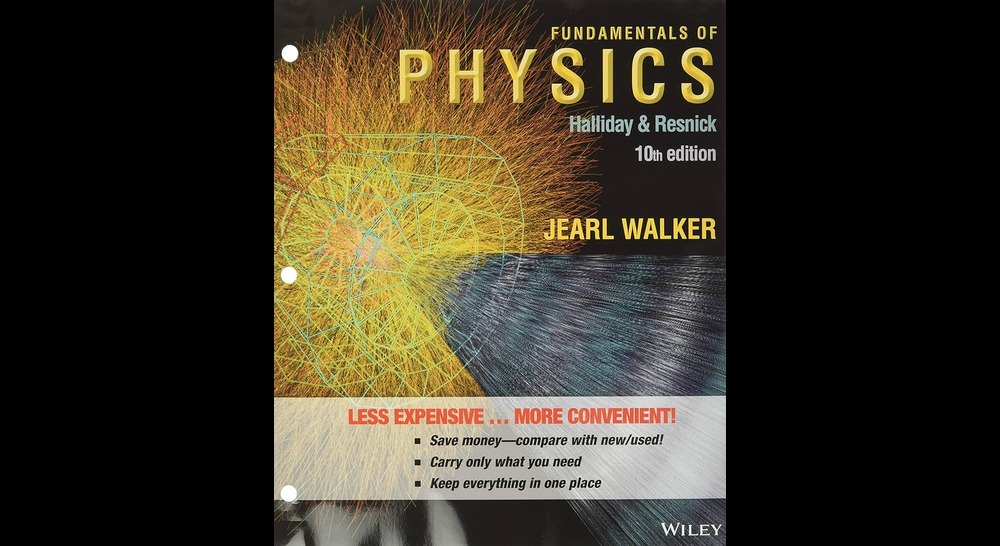 FUNDAMENTALS OF
PHYSICS
Halliday & Resnick
10th edition
JEARL WALKER
LESS EXPENSIVE ... MORE CONVENIENT!
▪ Save money—compare with new/used!
▪ Carry only what you need
▪ Keep everything in one place
WILEY